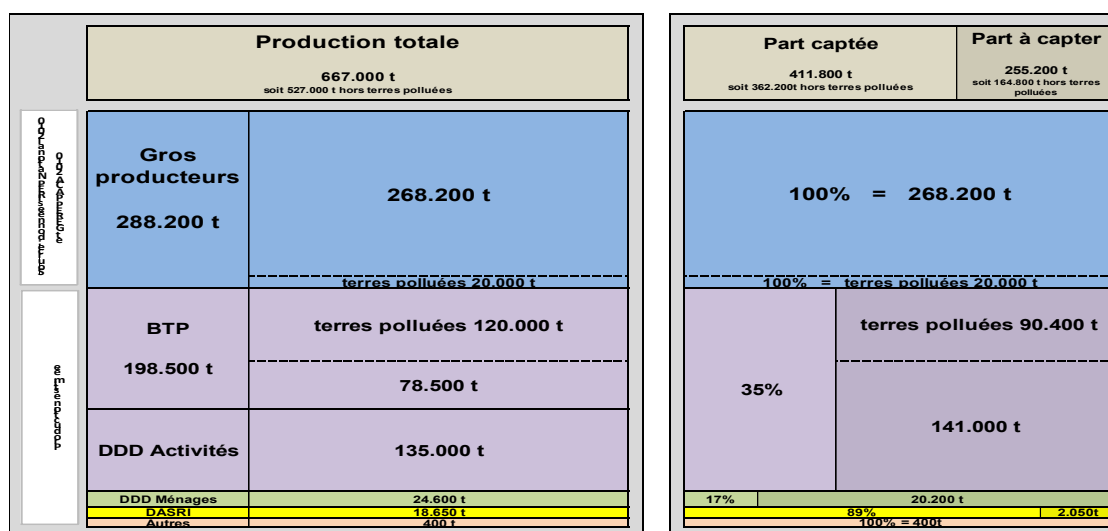 Production totale
667.000 t
soit 527.000 t hors terres polluées
Part captée
411.800 t
soit 362.200t hors terres polluées
Part à capter
255.200 t
soit 164.800 t hors terres
polluées
Gros
producteurs
288.200 t
268.200 t
terres polluées 20.000 t
100% = 268.200 t
100% = terres polluées 20.000 t
BTP
198.500 t
terres polluées 120.000 t
78.500 t
35%
terres polluées 90.400 t
141.000 t
DDD Activités
135.000 t
DDD Ménages
24.600 t
17%
20.200 t
DASRI
18.650 t
89%
2.050t
Autres
400 t
100% = 400t